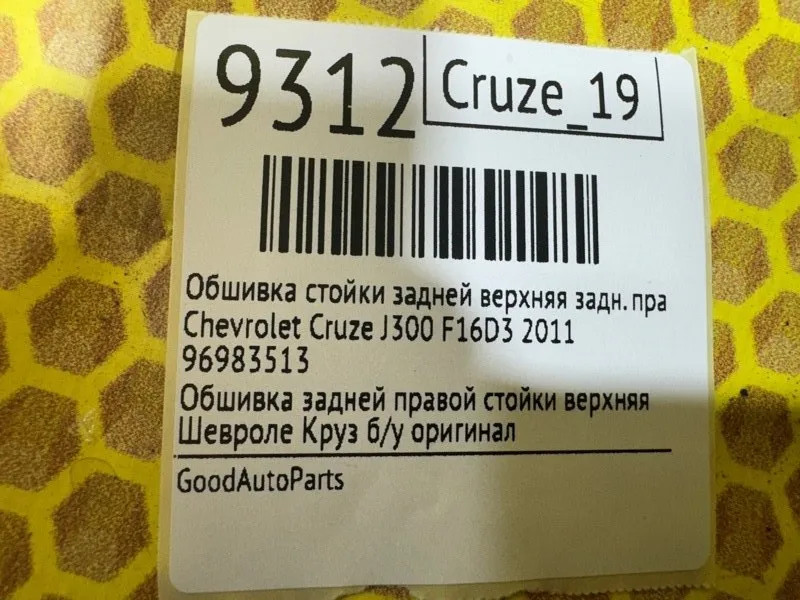 9312
Cruze_19
Обшивка стойки задней верхняя задн. пра
Chevrolet Cruze J300 F16D3 2011
96983513
Обшивка задней правой стойки верхняя
Шевроле Круз б/у оригинал
GoodAutoParts